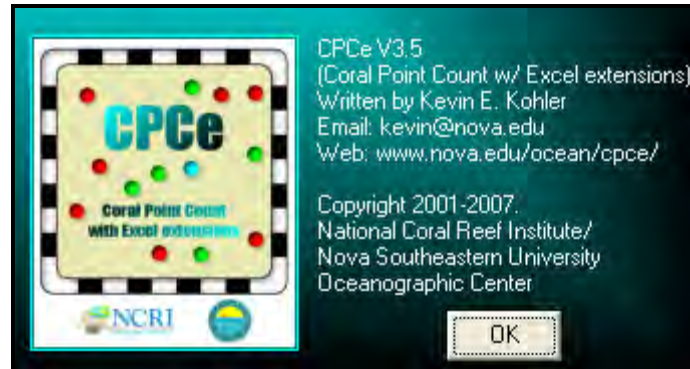 CPCe
Coral Point Count
with Excel extensions
NCRI
CPCe V3.5
(Coral Point Count w/ Excel extensions)
Written by Kevin E. Kohler
Email: kevin@nova.edu
Web: www.nova.edu/ocean/cpce/
Copyright 2001-2007.
National Coral Reef Institute/
Nova Southeastern University
Oceanographic Center
OK